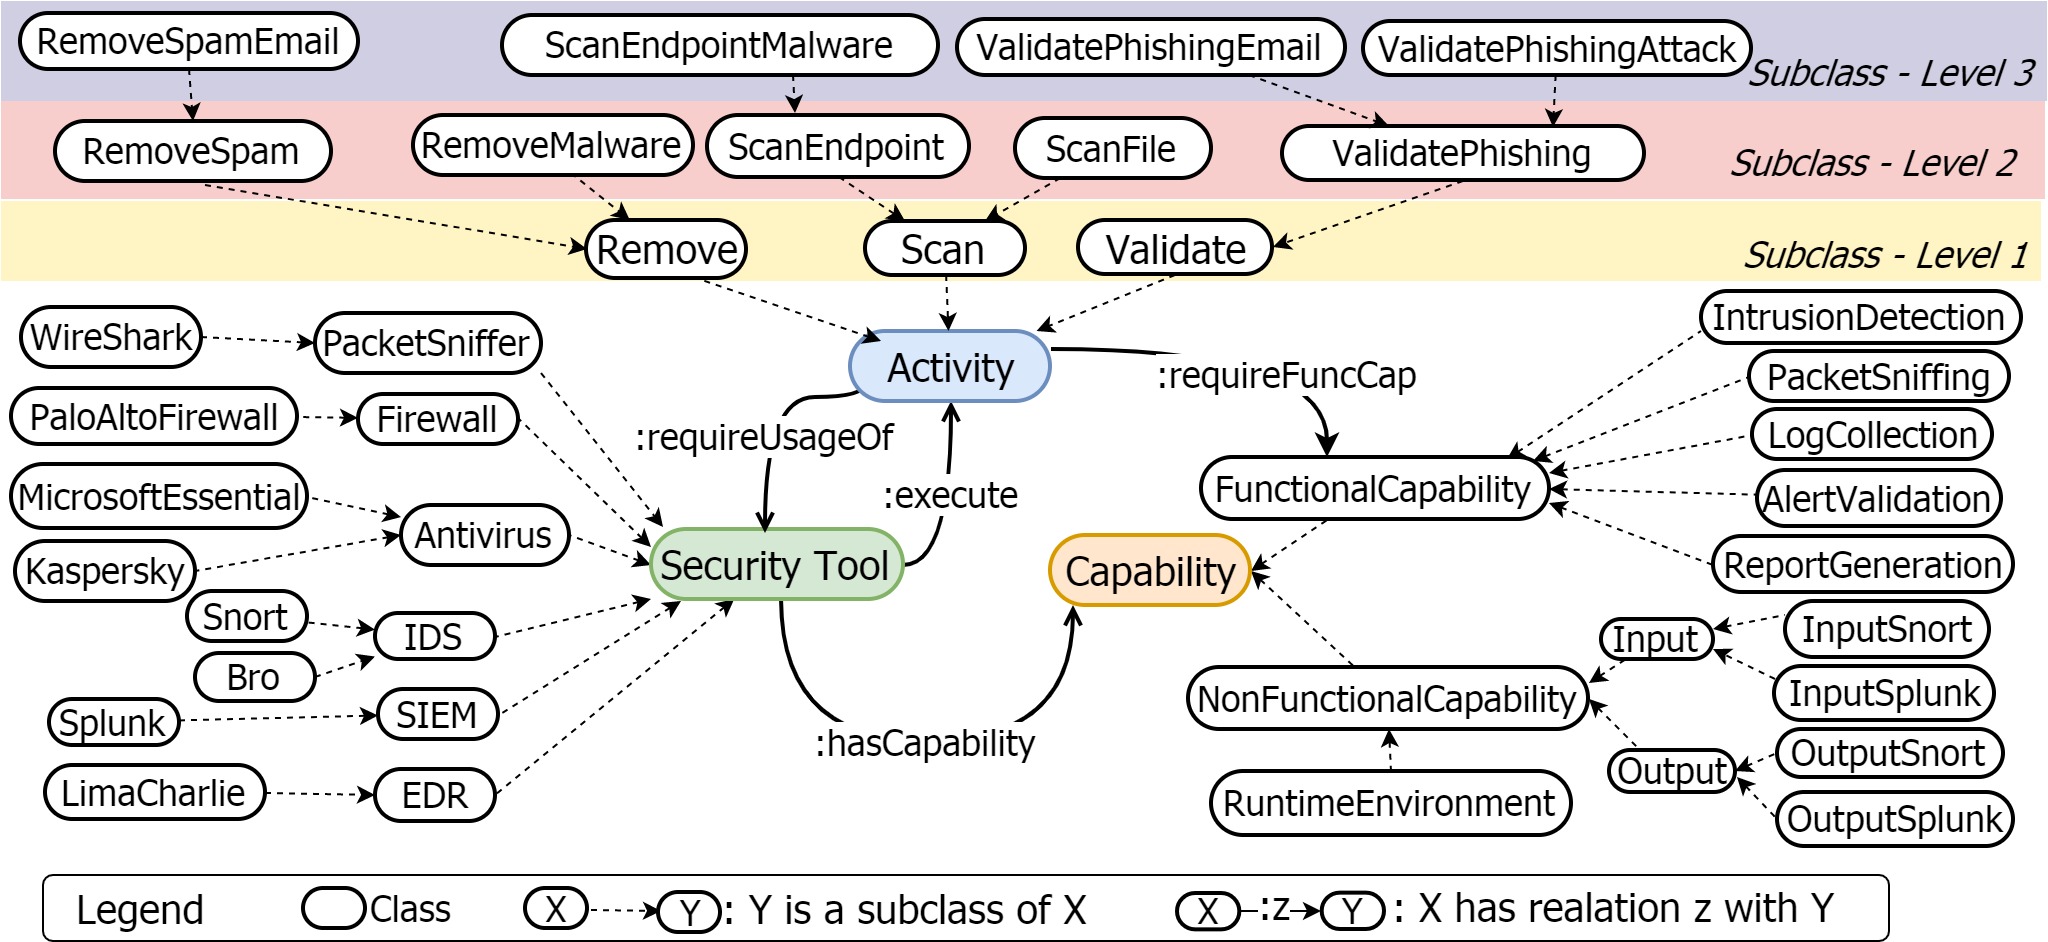 RemoveSpamEmail
ScanEndpointMalware
ValidatePhishingEmail
ValidatePhishingAttack
Subclass - Level 3
RemoveSpam
RemoveMalware
ScanEndpoint
ScanFile
ValidatePhishing
Subclass - Level 2
Remove
Scan
Validate
Subclass - Level 1
WireShark
PacketSniffer
Activity
IntrusionDetection
:requireFuncCap
PacketSniffing
PaloAltoFirewall
Firewall
:requireUsageOf
LogCollection
MicrosoftEssential
:execute
FunctionalCapability
AlertValidation
Antivirus
Kaspersky
Security Tool
Capability
ReportGeneration
Snort
IDS
Input
InputSnort
Bro
NonFunctionalCapability
InputSplunk
Splunk
SIEM
:hasCapability
OutputSnort
Output
LimaCharlie
EDR
RuntimeEnvironment
OutputSplunk
Legend
Class
X
Y
: Y is a subclass of X
X
:z
Y
: X has realation z with Y